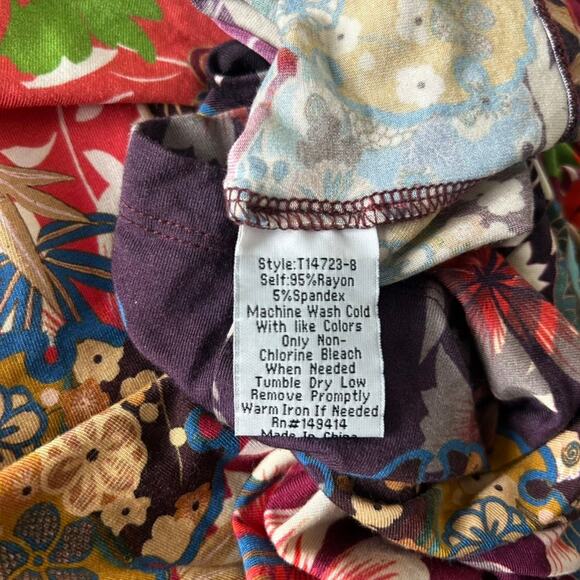 Style:T14723-8
Self:95%Rayon
5%Spandex
Machine Wash Cold
With like Colors
Only Non-
Chlorine Bleach
When Needed
Tumble Dry Low
Remove Promptly
Warm Iron If Needed
Rn#149414
Made In China